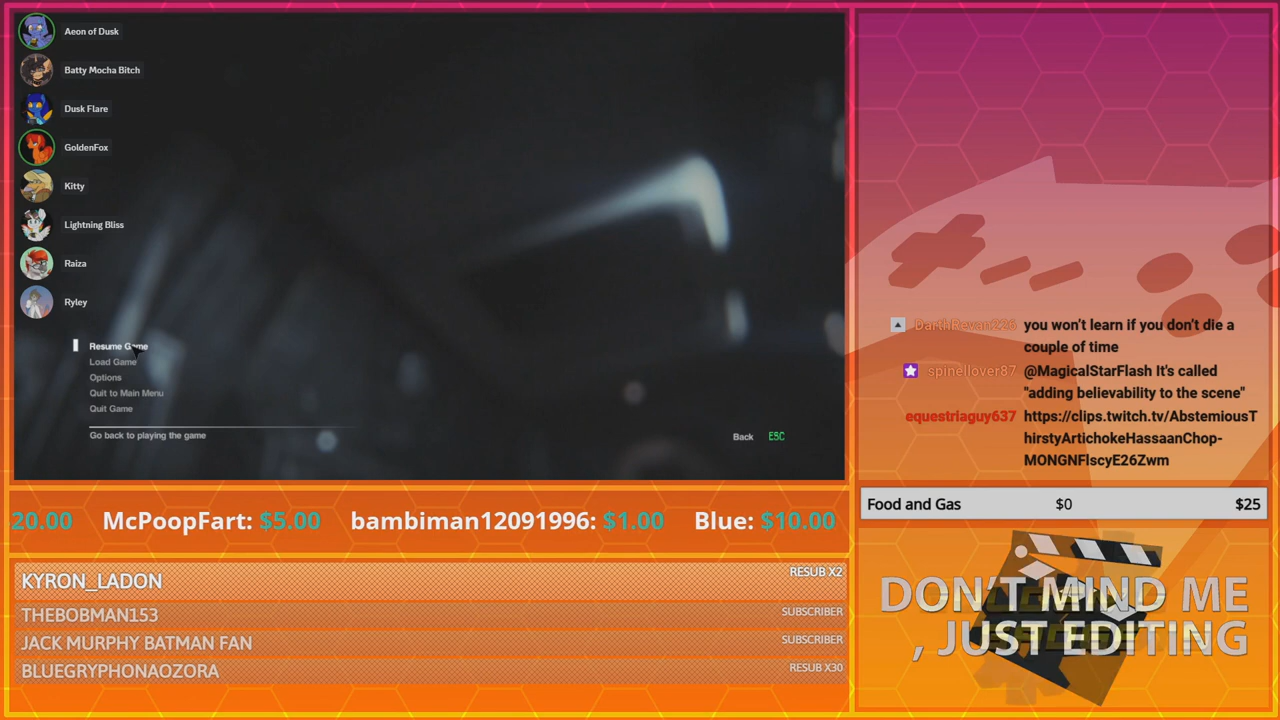 Aeon of Dusk
Batty Mocha Bitch
Dusk Flare
GoldenFox
Kitty
Lightning Bliss
Raiza
Ryley
Resume Game
Load Game
Options
Quit to Main Menu
Quit Game
Go back to playing the game
Back ESC
DarthRevan226 you won't learn if you don't die a
couple of time
spinellover87 @MagicalStarFlash It's called
"adding believability to the scene"
equestriaguy637 https://clips.twitch.tv/AbstemiousT
hirstyArtichokeHassaanChop-
MONGNFlscyE26Zwm
Food and Gas $0 $25
20.00 McPoopFart: $5.00 bambiman12091996: $1.00 Blue: $10.00
KYRON_LADON RESUB X2
THEBOBMAN153 SUBSCRIBER
JACK MURPHY BATMAN FAN SUBSCRIBER
BLUEGRYPHONAOZORA RESUB X30
DON'T MIND ME
, JUST EDITING